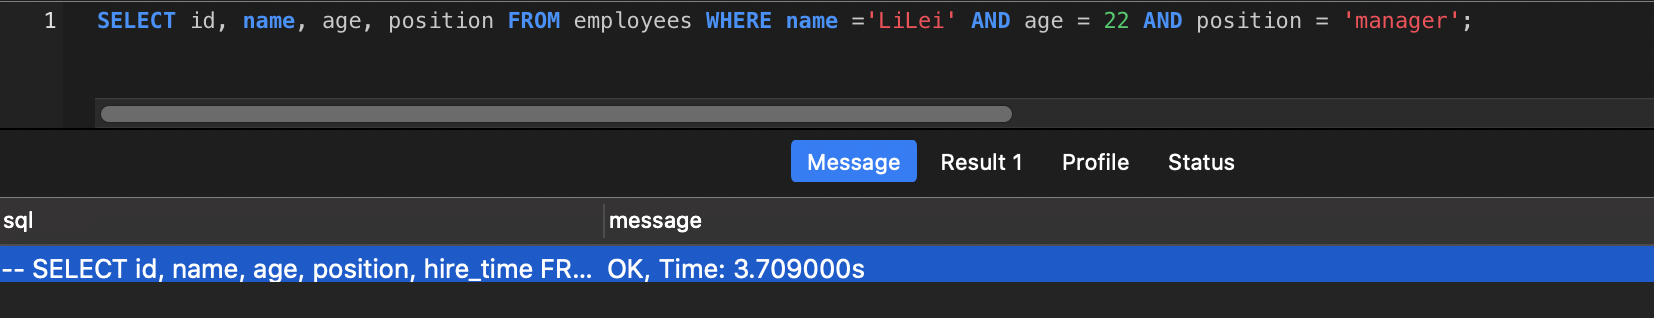 1 SELECT id, name, age, position FROM employees WHERE name ='LiLei' AND age = 22 AND position = 'manager';
Message Result 1 Profile Status
sql message
-- SELECT id, name, age, position, hire_time FR... OK, Time: 3.709000s